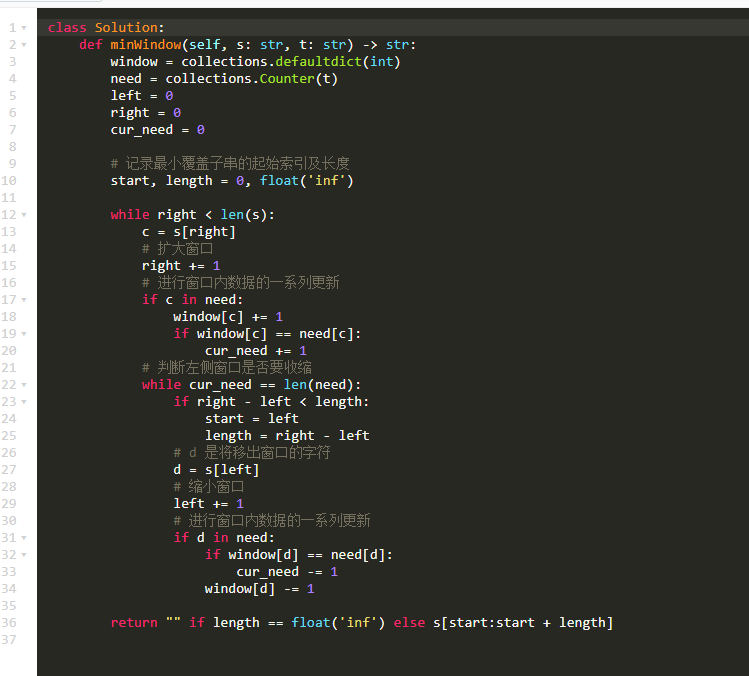 1 class Solution:
2     def minWindow(self, s: str, t: str) -> str:
3         window = collections.defaultdict(int)
4         need = collections.Counter(t)
5         left = 0
6         right = 0
7         cur_need = 0
8
9         # 记录最小覆盖子串的起始索引及长度
10         start, length = 0, float('inf')
11
12         while right < len(s):
13             c = s[right]
14             # 扩大窗口
15             right += 1
16             # 进行窗口内数据的一系列更新
17             if c in need:
18                 window[c] += 1
19                 if window[c] == need[c]:
20                     cur_need += 1
21             # 判断左侧窗口是否要收缩
22             while cur_need == len(need):
23                 if right - left < length:
24                     start = left
25                     length = right - left
26                 # d 是将移出窗口的字符
27                 d = s[left]
28                 # 缩小窗口
29                 left += 1
30                 # 进行窗口内数据的一系列更新
31                 if d in need:
32                     if window[d] == need[d]:
33                         cur_need -= 1
34                     window[d] -= 1
35
36         return "" if length == float('inf') else s[start:start + length]
37